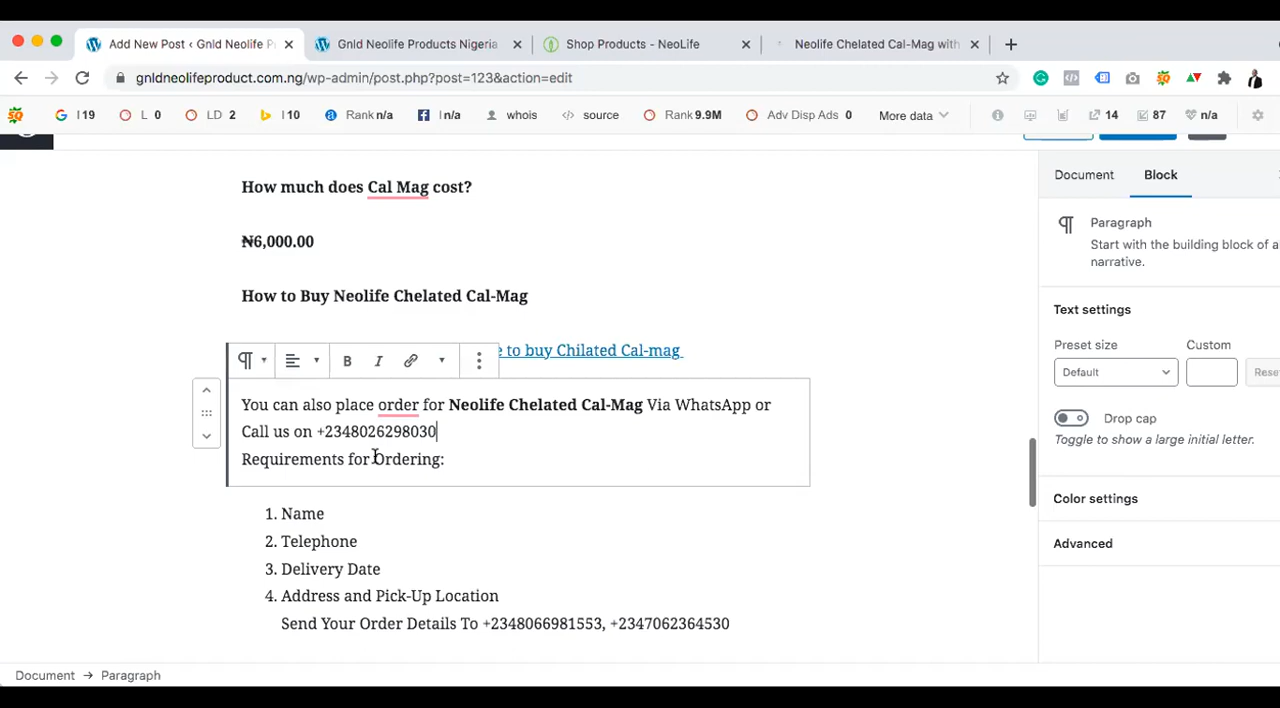 Add New Post ‹ Gnld Neolife P
Gnld Neolife Products Nigeria
Shop Products - NeoLife
Neolife Chelated Cal-Mag with
gnldneolifeproduct.com.ng/wp-admin/post.php?post=123&action=edit
I 19
L 0
LD 2
I 10
Rank n/a
I n/a
whois
source
Rank 9.9M
Adv Disp Ads 0
More data
14
87
n/a
Document
Block
Paragraph
Start with the building block of a
narrative.
Text settings
Preset size
Custom
Default
Rese
Drop cap
Toggle to show a large initial letter.
Color settings
Advanced
How much does Cal Mag cost?
₦6,000.00
How to Buy Neolife Chelated Cal-Mag
e to buy Chilated Cal-mag
B I
You can also place order for Neolife Chelated Cal-Mag Via WhatsApp or
Call us on +2348026298030
Requirements for Ordering:
1. Name
2. Telephone
3. Delivery Date
4. Address and Pick-Up Location
Send Your Order Details To +2348066981553, +2347062364530
Document → Paragraph